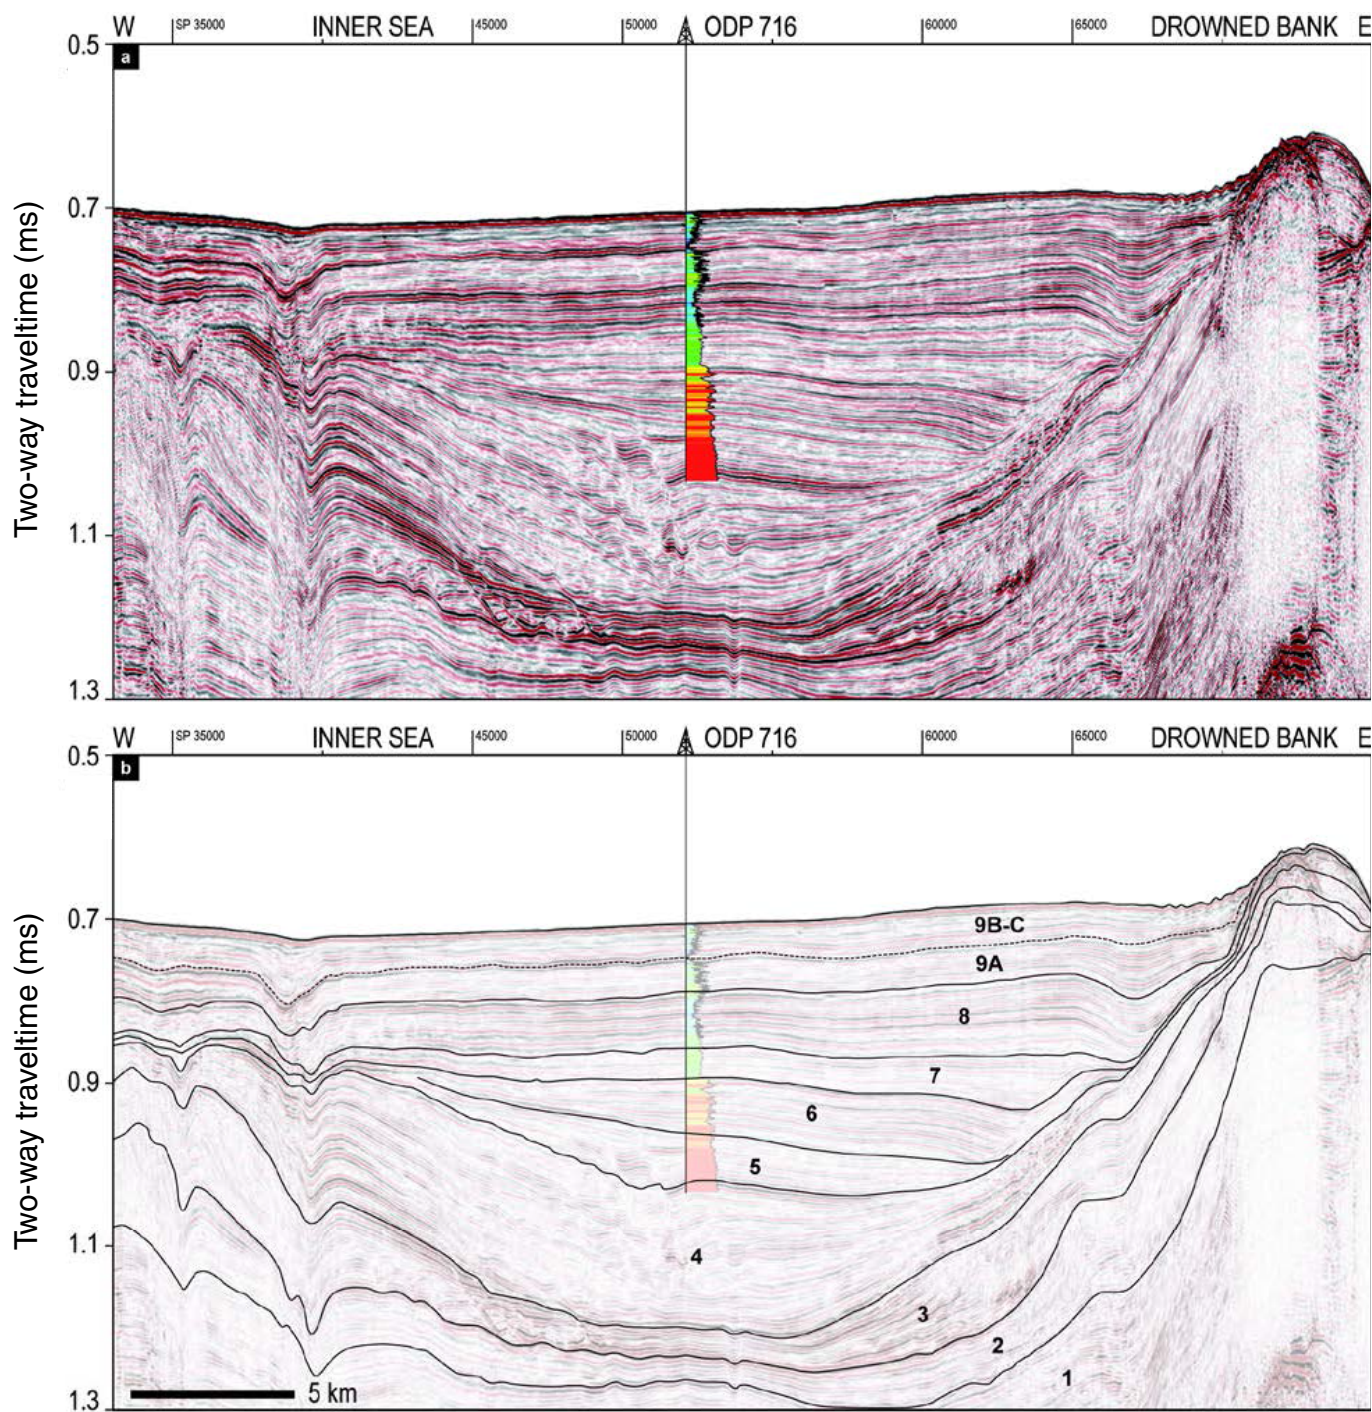 W SP 35000 INNER SEA 45000 50000 ODP 716 60000 65000 DROWNED BANK E
0.5
a
0.7
0.9
1.1
1.3
Two-way traveltime (ms)
W SP 35000 INNER SEA 45000 50000 ODP 716 60000 65000 DROWNED BANK E
0.5
b
0.7
0.9
1.1
1.3
Two-way traveltime (ms)
9B-C
9A
8
7
6
5
4
3
2
1
5 km